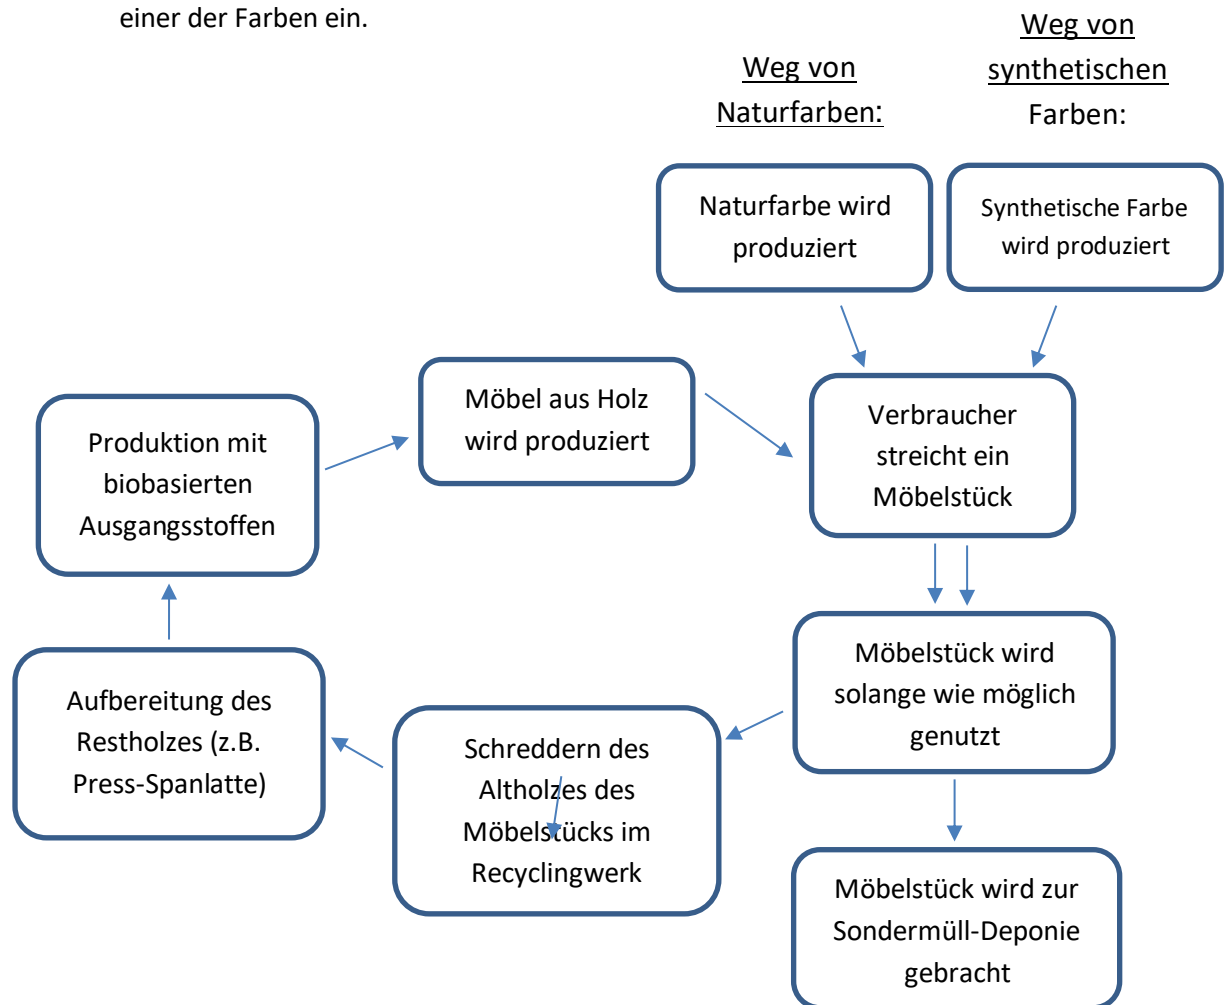 einer der Farben ein.
Weg von
Naturfarben:
Weg von
synthetischen
Farben:
Naturfarbe wird
produziert
Synthetische Farbe
wird produziert
Möbel aus Holz
wird produziert
Verbraucher
streicht ein
Möbelstück
Produktion mit
biobasierten
Ausgangsstoffen
Möbelstück wird
solange wie möglich
genutzt
Aufbereitung des
Restholzes (z.B.
Press-Spanlatte)
Schreddern des
Altholzes des
Möbelstücks im
Recyclingwerk
Möbelstück wird zur
Sondermüll-Deponie
gebracht